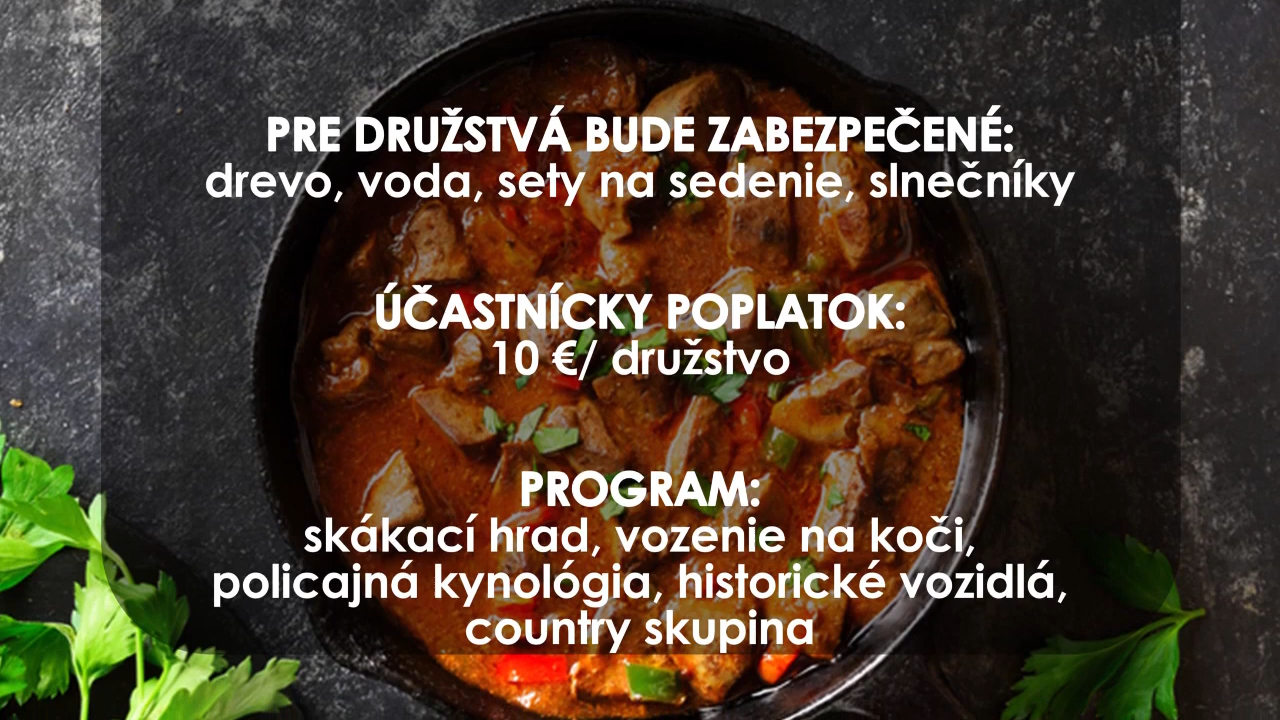 PRE DRUŽSTVÁ BUDE ZABEZPEČENÉ:
drevo, voda, sety na sedenie, slnečníky
ÚČASTNÍCKY POPLATOK:
10 €/ družstvo
PROGRAM:
skákací hrad, vozenie na koči,
policajná kynológia, historické vozidlá,
country skupina